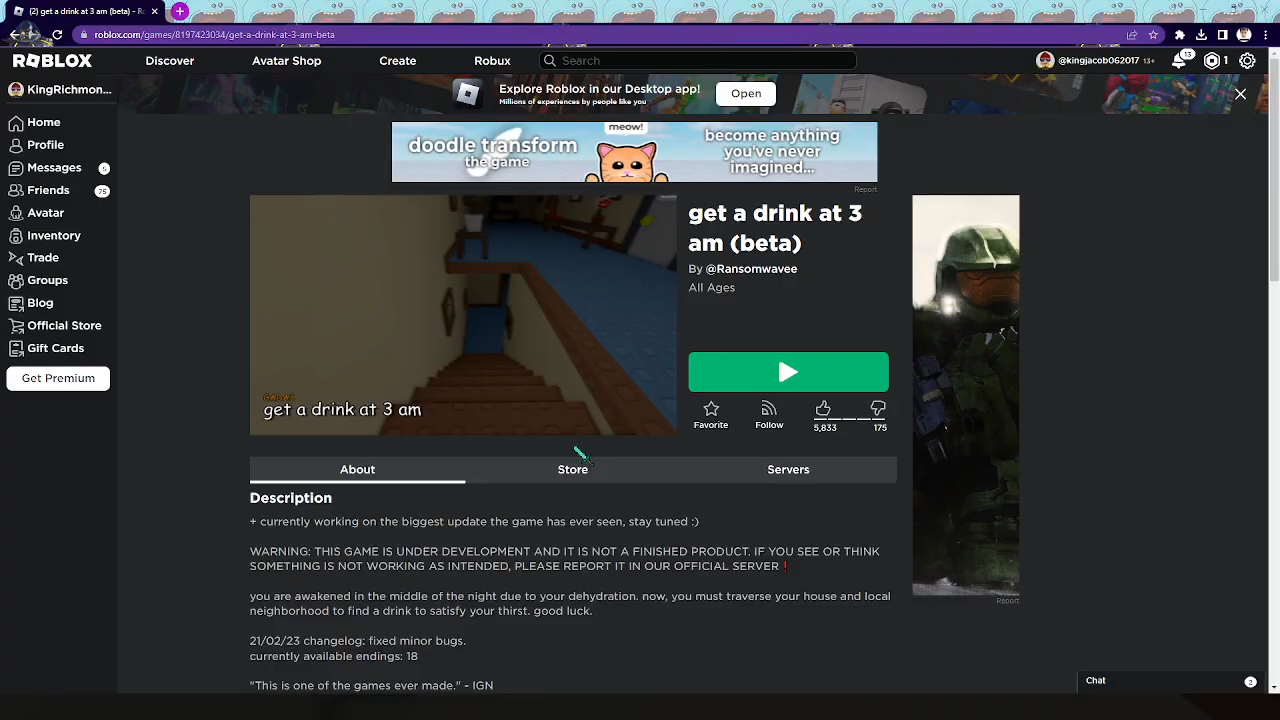 (2) get a drink at 3 am (beta) - Ro
roblox.com/games/8197423034/get-a-drink-at-3-am-beta
ROBLOX
Discover
Avatar Shop
Create
Robux
Search
@kingjacob062017 13+
13
1
KingRichmon...
Explore Roblox in our Desktop app!
Millions of experiences by people like you
Open
Home
Profile
Messages 5
Friends 75
Avatar
Inventory
Trade
Groups
Blog
Official Store
Gift Cards
Get Premium
doodle transform
the game
meow!
become anything
you've never
imagined...
Report
get a drink at 3 am
get a drink at 3
am (beta)
By @Ransomwavee
All Ages
Favorite
Follow
5,833
175
Report
About
Store
Servers
Description
+ currently working on the biggest update the game has ever seen, stay tuned :)
WARNING: THIS GAME IS UNDER DEVELOPMENT AND IT IS NOT A FINISHED PRODUCT. IF YOU SEE OR THINK
SOMETHING IS NOT WORKING AS INTENDED, PLEASE REPORT IT IN OUR OFFICIAL SERVER❗
you are awakened in the middle of the night due to your dehydration. now, you must traverse your house and local
neighborhood to find a drink to satisfy your thirst. good luck.
21/02/23 changelog: fixed minor bugs.
currently available endings: 18
"This is one of the games ever made." - IGN
Chat
2